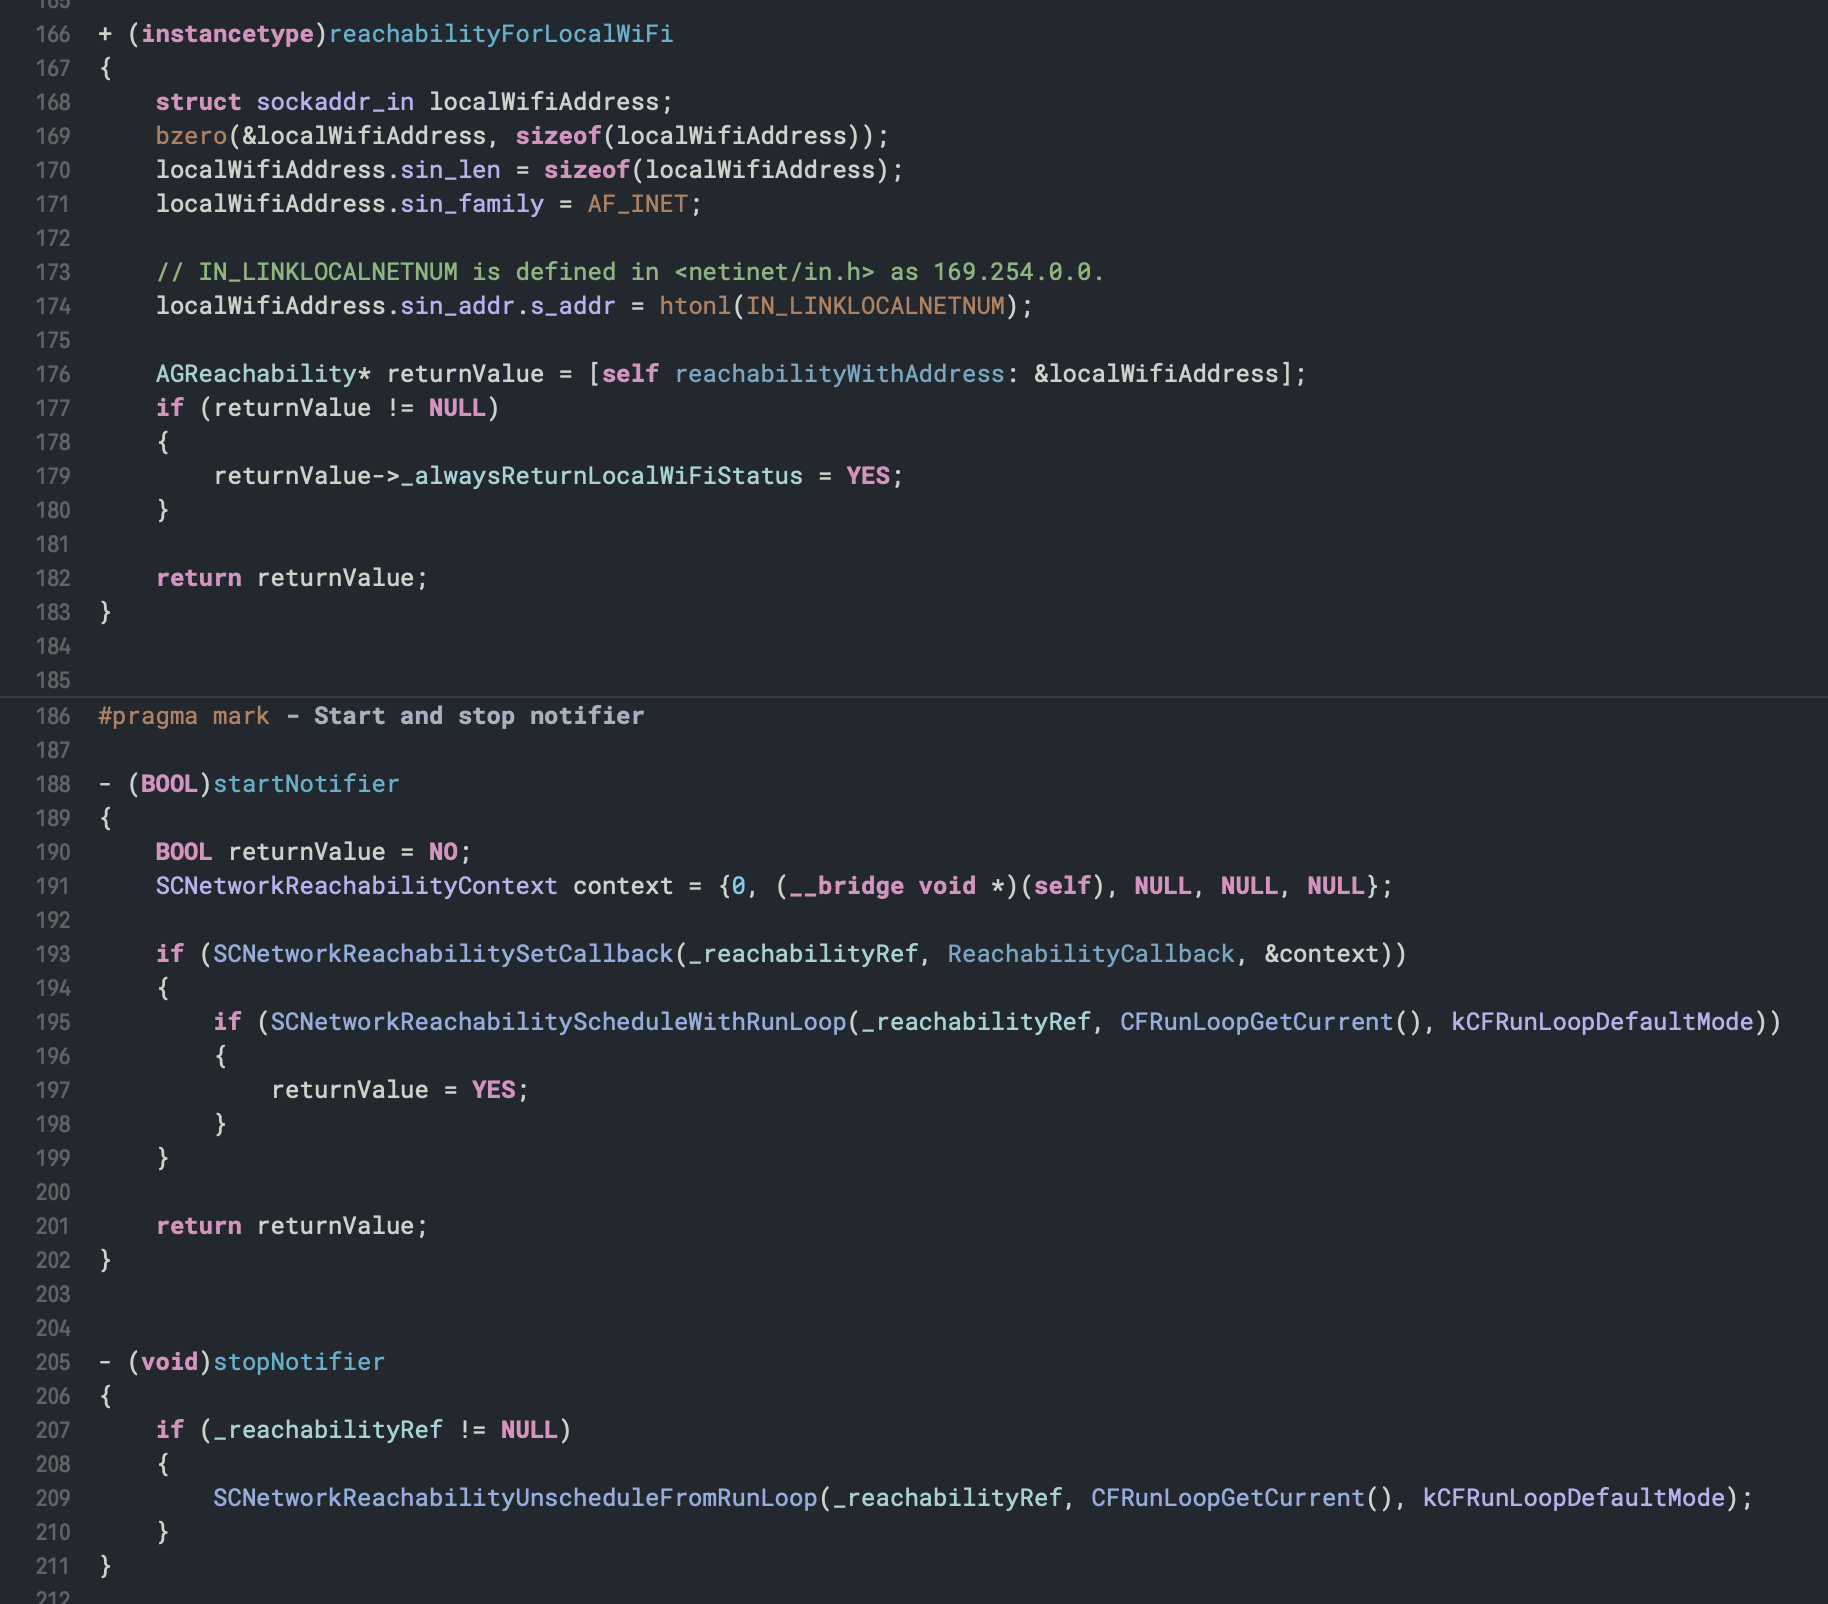 165
166 + (instancetype)reachabilityForLocalWiFi
167 {
168     struct sockaddr_in localWifiAddress;
169     bzero(&localWifiAddress, sizeof(localWifiAddress));
170     localWifiAddress.sin_len = sizeof(localWifiAddress);
171     localWifiAddress.sin_family = AF_INET;
172
173     // IN_LINKLOCALNETNUM is defined in <netinet/in.h> as 169.254.0.0.
174     localWifiAddress.sin_addr.s_addr = htonl(IN_LINKLOCALNETNUM);
175
176     AGReachability* returnValue = [self reachabilityWithAddress: &localWifiAddress];
177     if (returnValue != NULL)
178     {
179         returnValue->_alwaysReturnLocalWiFiStatus = YES;
180     }
181
182     return returnValue;
183 }
184
185
186 #pragma mark - Start and stop notifier
187
188 - (BOOL)startNotifier
189 {
190     BOOL returnValue = NO;
191     SCNetworkReachabilityContext context = {0, (__bridge void *)(self), NULL, NULL, NULL};
192
193     if (SCNetworkReachabilitySetCallback(_reachabilityRef, ReachabilityCallback, &context))
194     {
195         if (SCNetworkReachabilityScheduleWithRunLoop(_reachabilityRef, CFRunLoopGetCurrent(), kCFRunLoopDefaultMode))
196         {
197             returnValue = YES;
198         }
199     }
200
201     return returnValue;
202 }
203
204
205 - (void)stopNotifier
206 {
207     if (_reachabilityRef != NULL)
208     {
209         SCNetworkReachabilityUnscheduleFromRunLoop(_reachabilityRef, CFRunLoopGetCurrent(), kCFRunLoopDefaultMode);
210     }
211 }
212